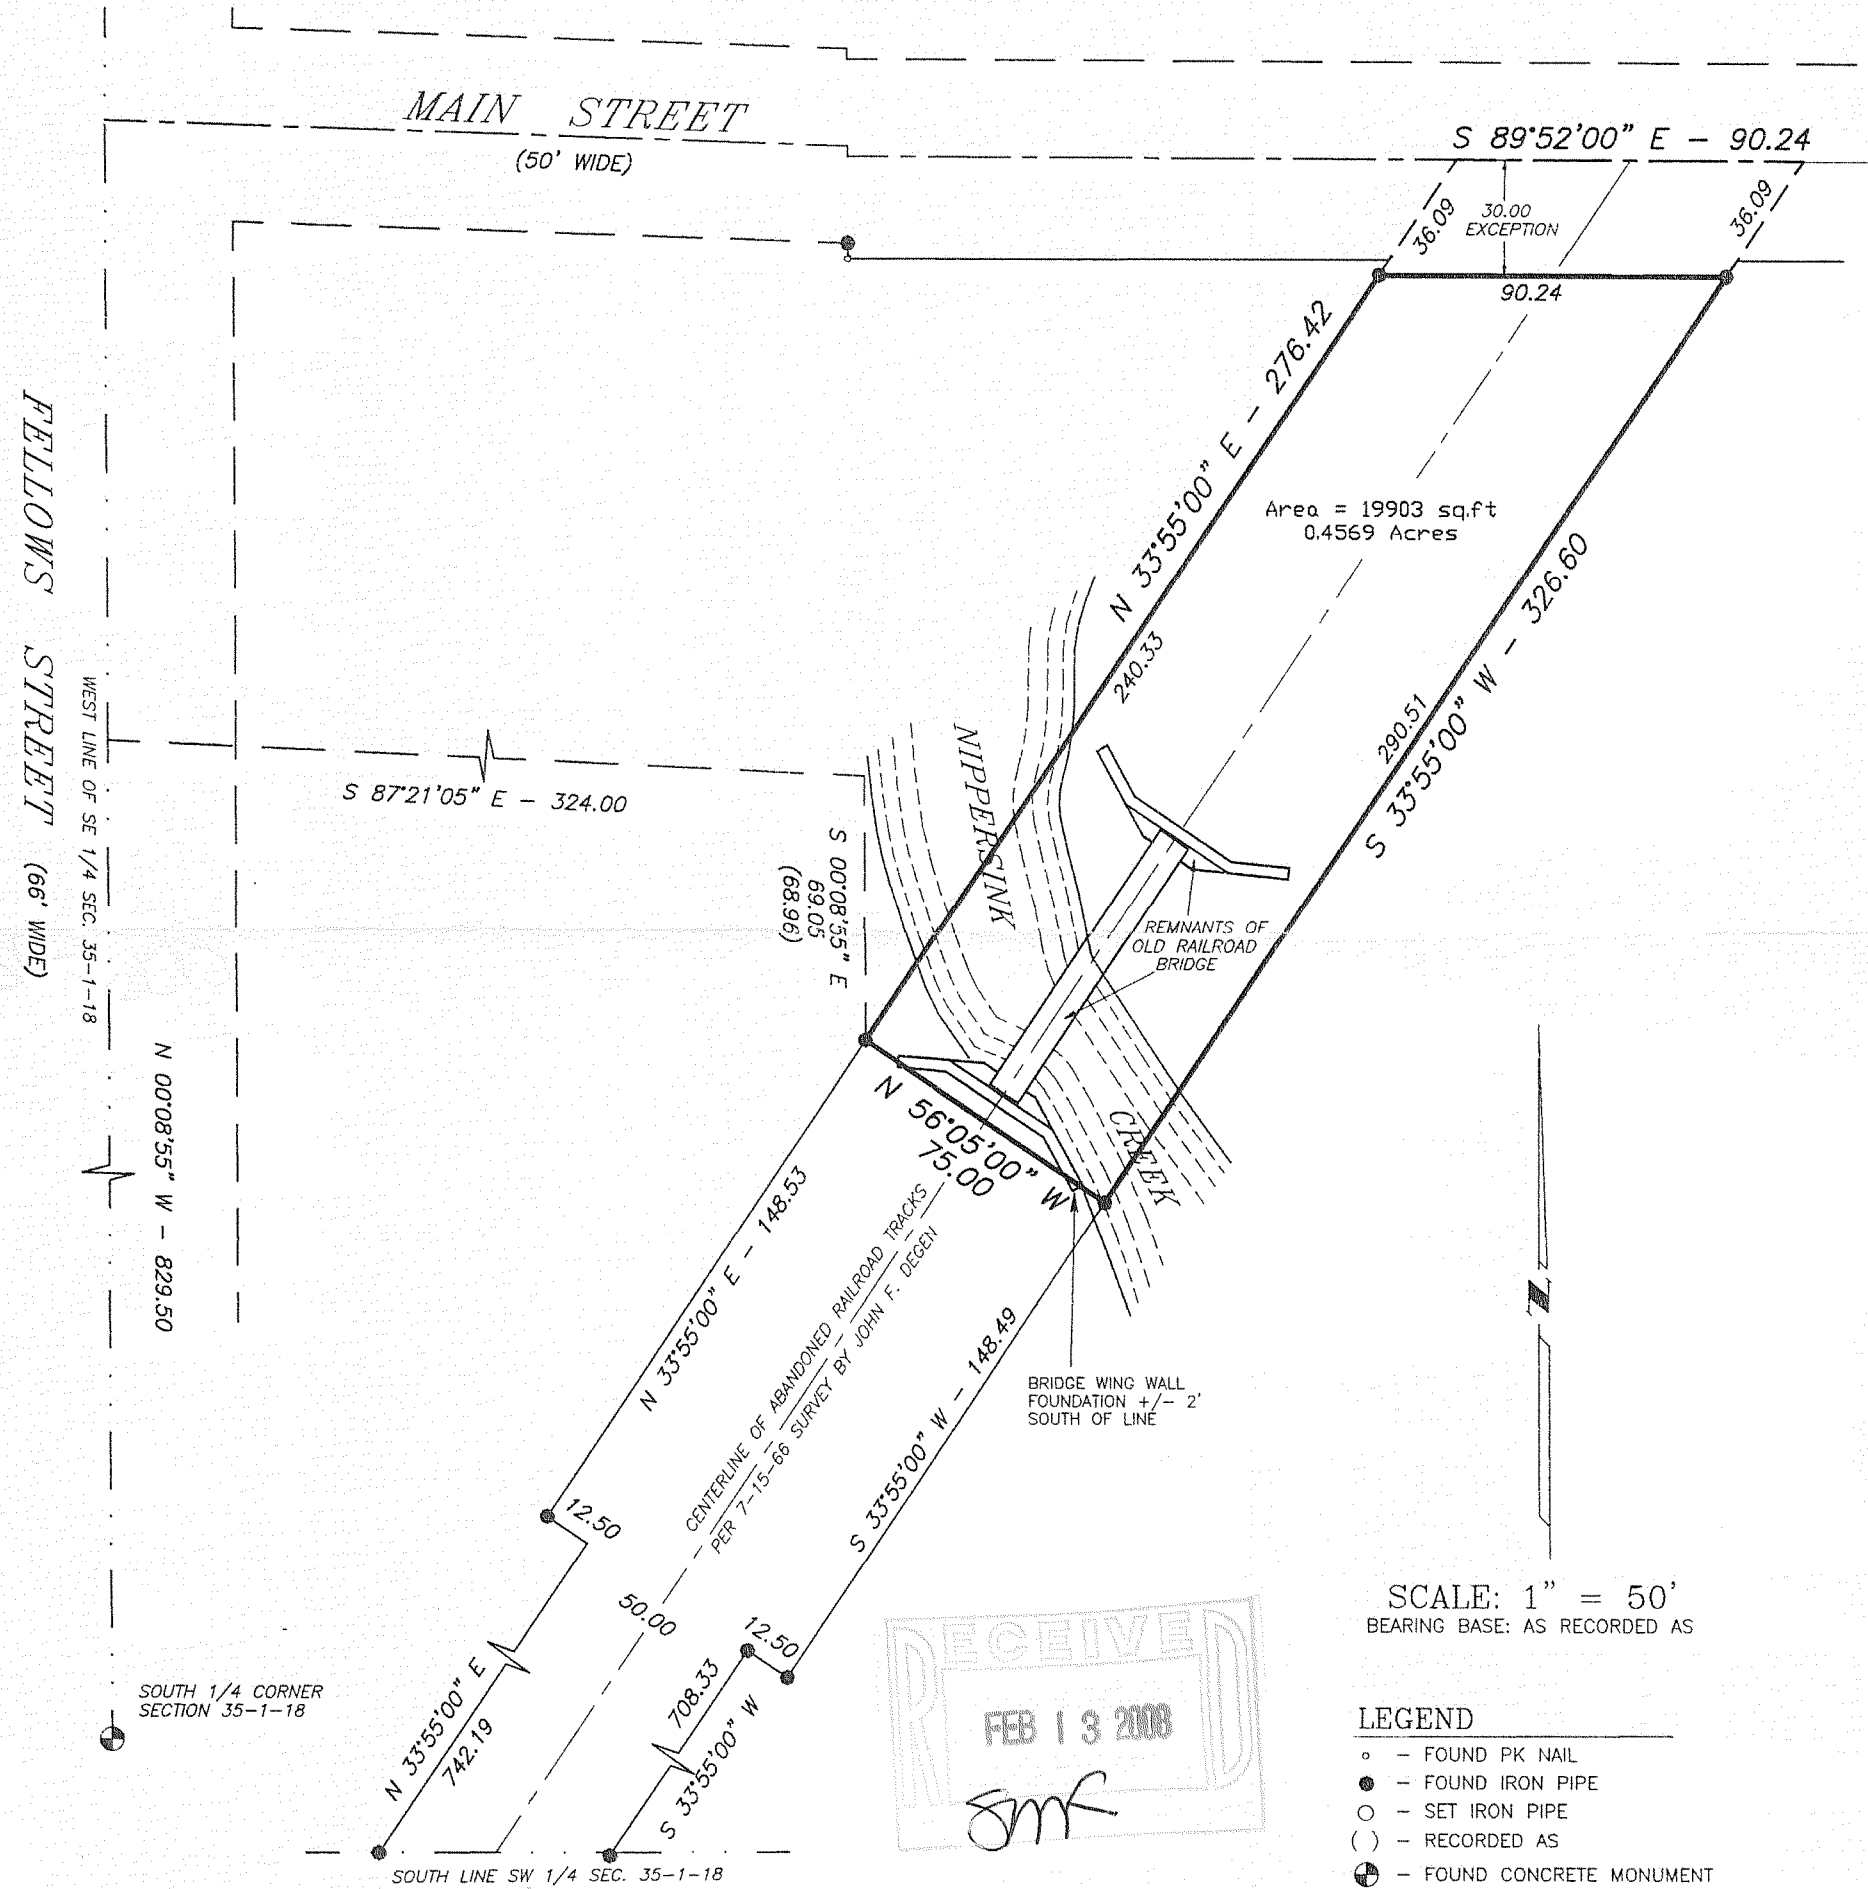 MAIN STREET
(50' WIDE)
S 89°52'00" E - 90.24
36.09
30.00
EXCEPTION
36.09
90.24
N 33°55'00" E - 276.42
240.33
Area = 19903 sq.ft
0.4569 Acres
S 33°55'00" W - 326.60
290.51
FELLOWS STREET (66' WIDE)
WEST LINE OF SE 1/4 SEC. 35-1-18
N 00°08'55" W - 829.50
S 87°21'05" E - 324.00
S 00°08'55" E
69.05
(68.96)
NIPPERSINK
CREEK
REMNANTS OF
OLD RAILROAD
BRIDGE
N 56°05'00" W
75.00
N 33°55'00" E - 148.53
CENTERLINE OF ABANDONED RAILROAD TRACKS
PER 7-15-66 SURVEY BY JOHN F. DEGEN
S 33°55'00" W - 148.49
BRIDGE WING WALL
FOUNDATION +/- 2'
SOUTH OF LINE
12.50
50.00
12.50
N 33°55'00" E
742.19
708.33
S 33°55'00" W
SOUTH 1/4 CORNER
SECTION 35-1-18
SOUTH LINE SW 1/4 SEC. 35-1-18
RECEIVED
FEB 13 2008
SMF
N
SCALE: 1" = 50'
BEARING BASE: AS RECORDED AS
LEGEND
- FOUND PK NAIL
- FOUND IRON PIPE
- SET IRON PIPE
( ) - RECORDED AS
- FOUND CONCRETE MONUMENT